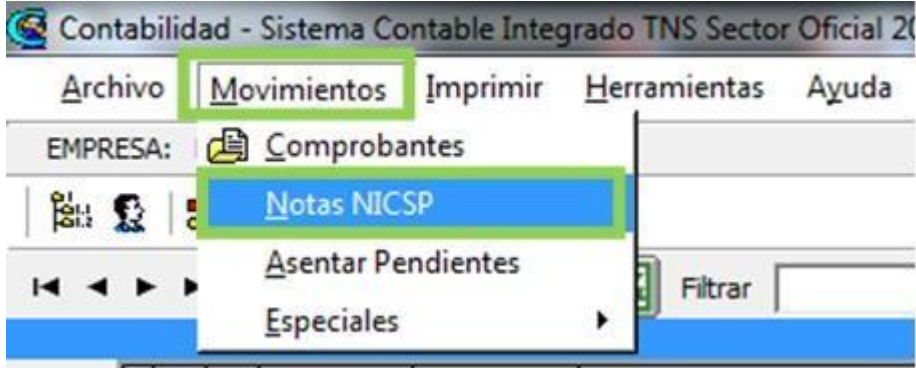 Contabilidad - Sistema Contable Integrado TNS Sector Oficial 20
Archivo Movimientos Imprimir Herramientas Ayuda
EMPRESA: Comprobantes
Notas NICSP
Asentar Pendientes
Filtrar
Especiales